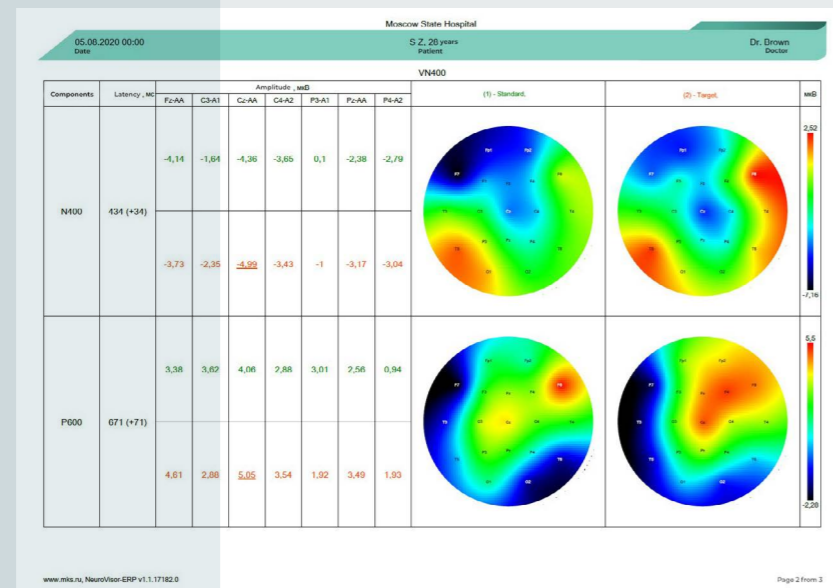 Moscow State Hospital
05.08.2020 00:00 S Z, 28 years Dr. Brown
Date Patient Doctor
VN400
Components Latency , мс Amplitude , мкВ (1) - Standard, (2) - Target, мкВ
Fz-AA C3-A1 Cz-AA C4-A2 P3-A1 Pz-AA P4-A2
2,52
-4,14 -1,64 -4,36 -3,65 0,1 -2,38 -2,79
N400 434 (+34)
-3,73 -2,35 -4,99 -3,43 -1 -3,17 -3,04
-7,16
5,5
3,38 3,62 4,06 2,88 3,01 2,56 0,94
P600 671 (+71)
4,61 2,88 5,05 3,54 1,92 3,49 1,93
-2,28
www.mks.ru, NeuroVisor-ERP v1.1.17182.0 Page 2 from 3